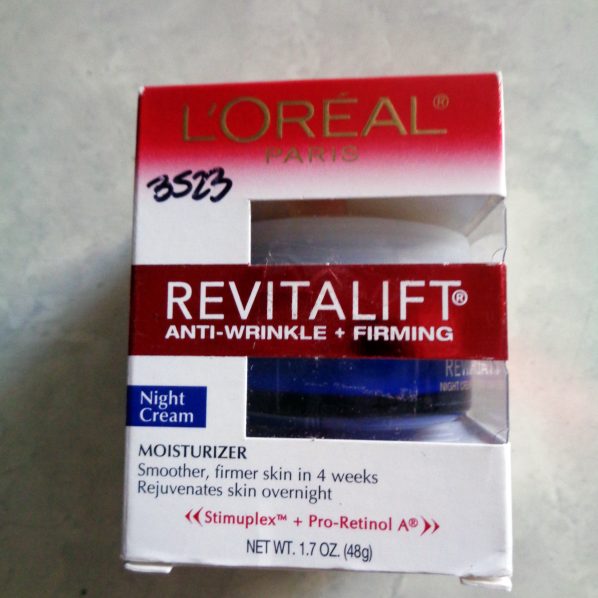 L'ORÉAL®
PARIS
3523
REVITALIFT®
ANTI-WRINKLE + FIRMING
Night
Cream
MOISTURIZER
Smoother, firmer skin in 4 weeks
Rejuvenates skin overnight
Stimuplex™ + Pro-Retinol A®
NET WT. 1.7 OZ. (48g)